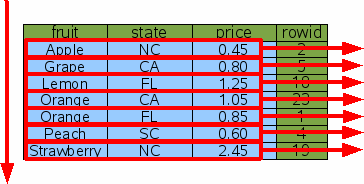 fruit state price rowid
Apple NC 0.45 2
Grape CA 0.80 5
Lemon FL 1.25 18
Orange CA 1.05 23
Orange FL 0.85 1
Peach SC 0.60 4
Strawberry NC 2.45 19